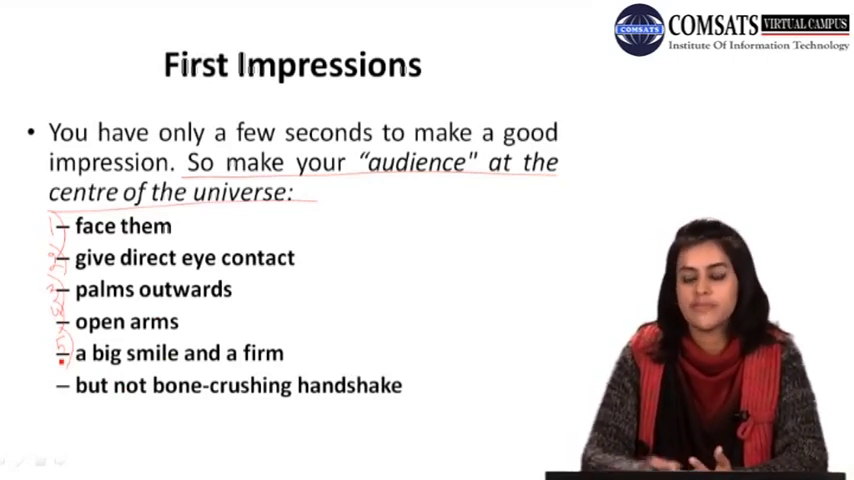 COMSATS VIRTUAL CAMPUS
COMSATS
Institute Of Information Technology
First Impressions
• You have only a few seconds to make a good
impression. So make your “audience" at the
centre of the universe:
– face them
– give direct eye contact
– palms outwards
– open arms
– a big smile and a firm
– but not bone-crushing handshake